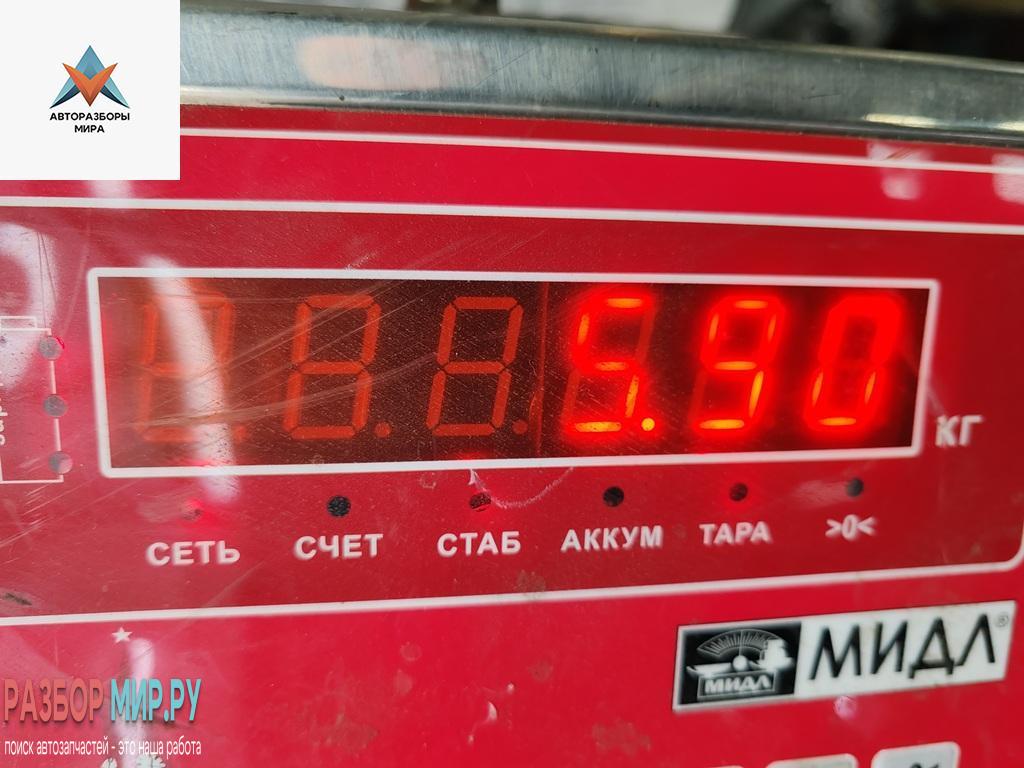 АВТОРАЗБОРЫ
МИРА
5.90
КГ
СЕТЬ СЧЕТ СТАБ АККУМ ТАРА >0<
МИДЛ МИДЛ®
РАЗБОР МИР.РУ
поиск автозапчастей - это наша работа